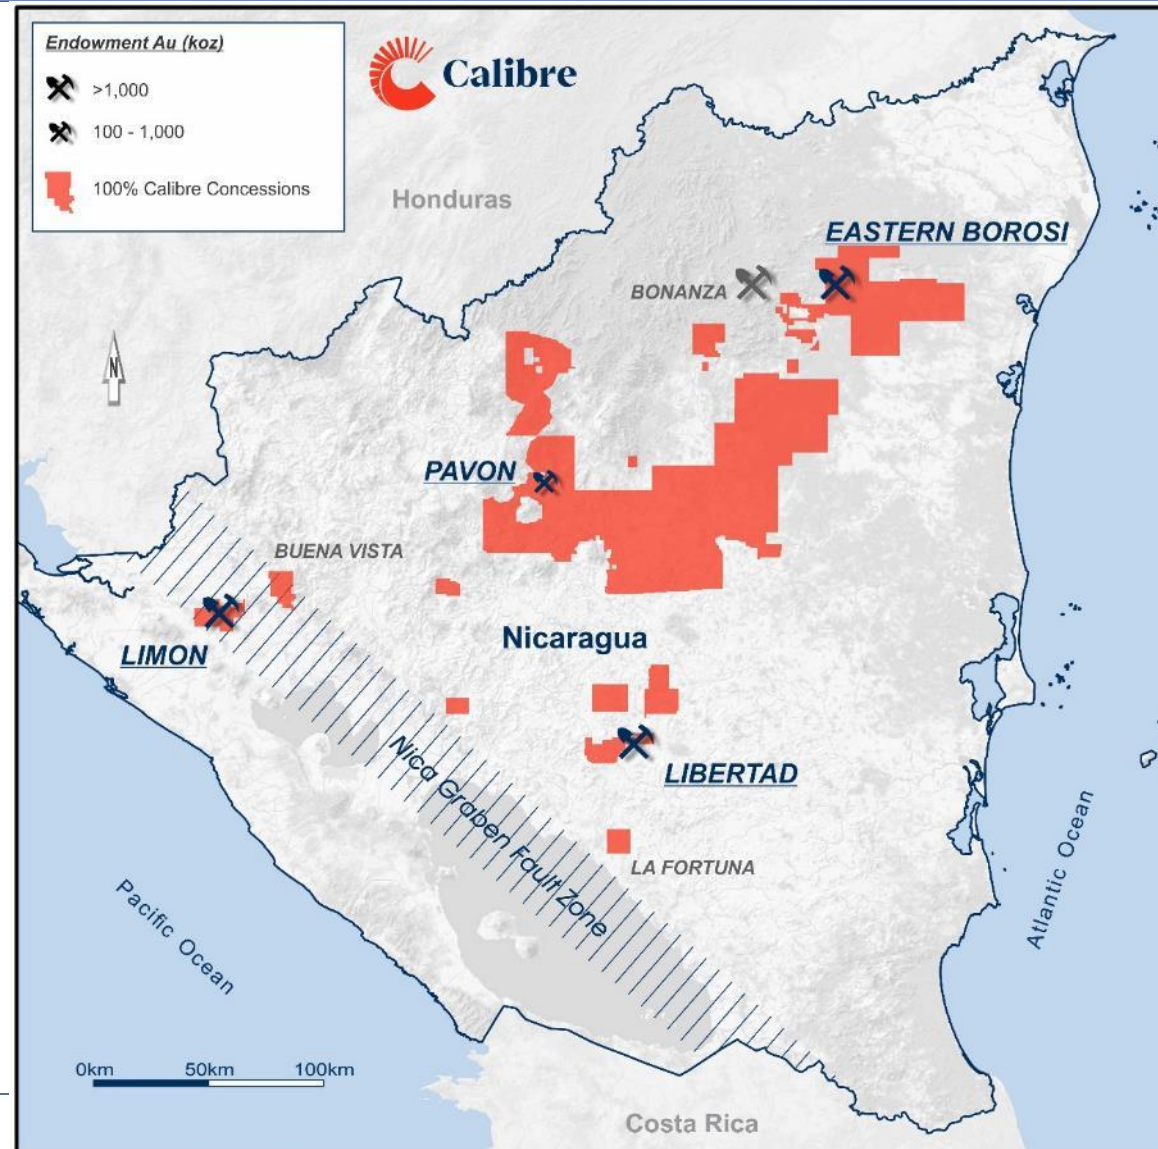 Endowment Au (koz)
>1,000
100 - 1,000
100% Calibre Concessions
Calibre
Honduras
EASTERN BOROSI
BONANZA
N
PAVON
BUENA VISTA
LIMON
Nicaragua
LIBERTAD
Nica Graben Fault Zone
LA FORTUNA
Pacific Ocean
Atlantic Ocean
0km 50km 100km
Costa Rica